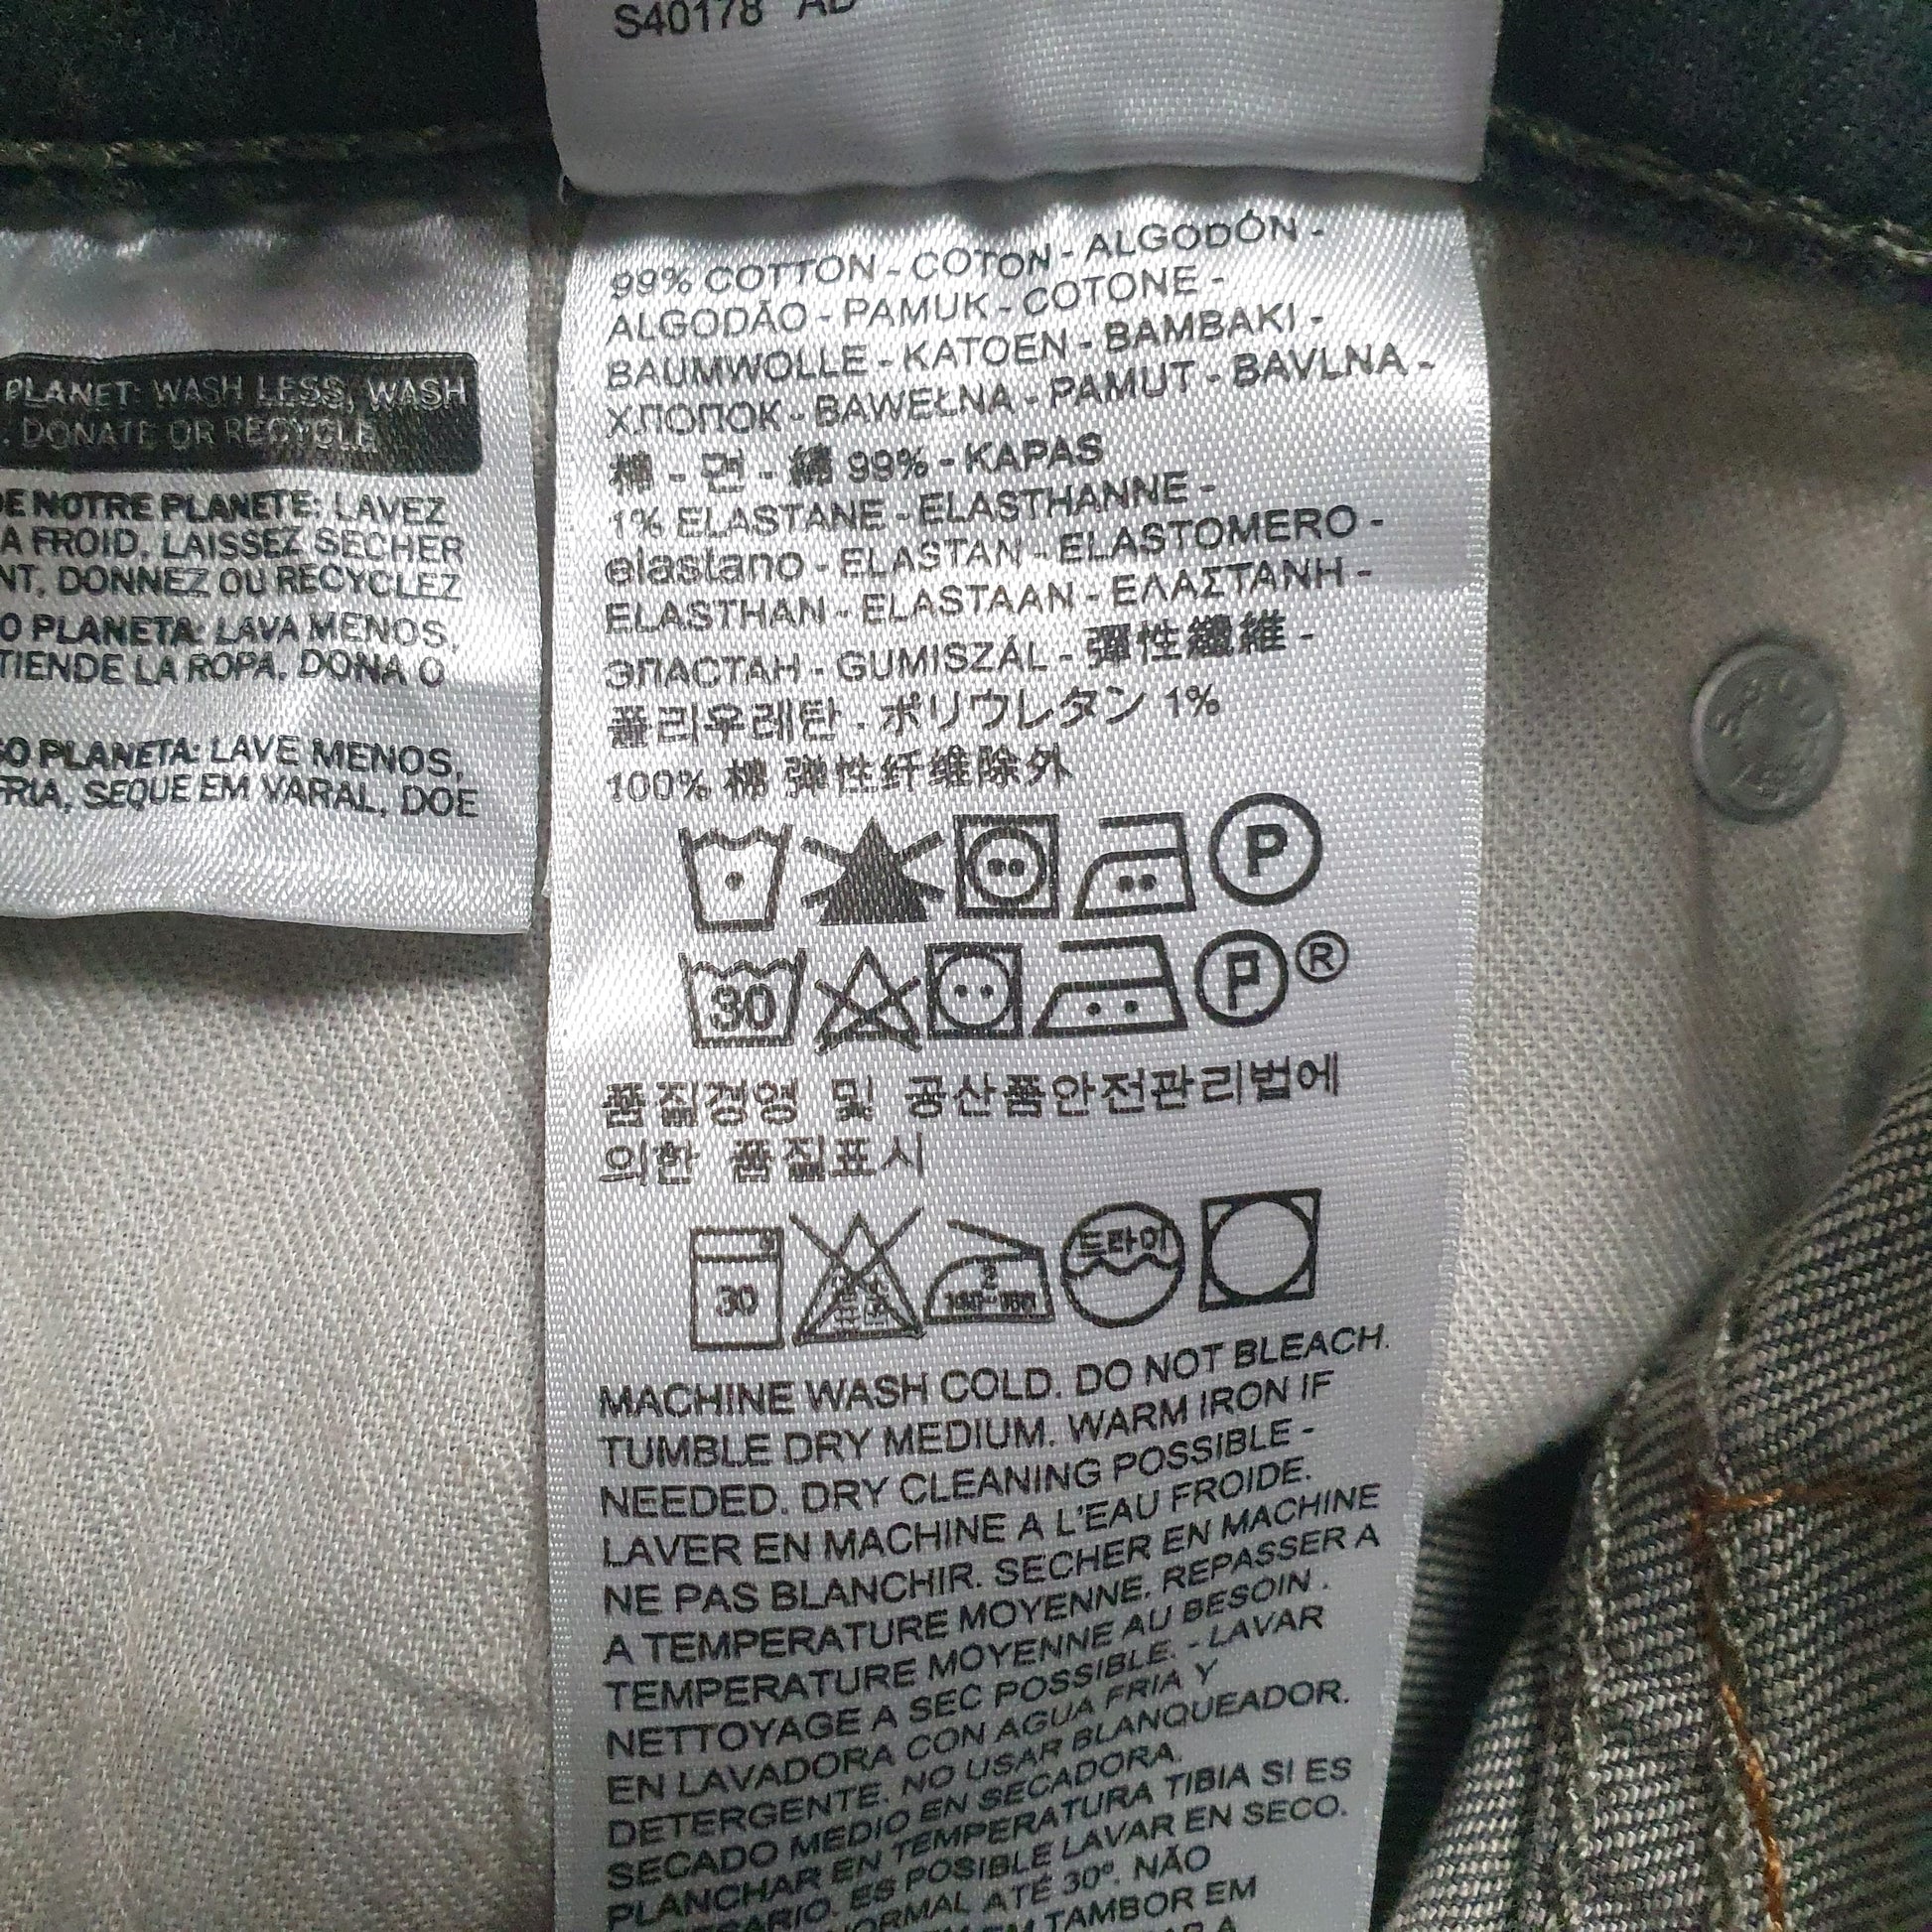 S40178 AD
PLANET: WASH LESS, WASH
. DONATE OR RECYCLE
DE NOTRE PLANETE: LAVEZ
A FROID, LAISSEZ SECHER
NT, DONNEZ OU RECYCLEZ
O PLANETA: LAVA MENOS,
TIENDE LA ROPA, DONA O
SO PLANETA: LAVE MENOS,
FRIA, SEQUE EM VARAL, DOE
99% COTTON - COTON - ALGODÓN -
ALGODÃO - PAMUK - COTONE -
BAUMWOLLE - KATOEN - BAMBAKI -
ХЛОПОК - BAWEŁNA - PAMUT - BAVLNA -
棉 - 면 - 綿 99% - KAPAS
1% ELASTANE - ELASTHANNE -
elastano - ELASTAN - ELASTOMERO -
ELASTHAN - ELASTAAN - ΕΛΑΣΤΑΝΗ -
ЭЛАСТАН - GUMISZÁL - 彈性纖維 -
폴리우레탄 - ポリウレタン 1%
100% 棉 弹性纤维除外
P
30 P ®
품질경영 및 공산품안전관리법에
의한 품질표시
30 2 드라이
MACHINE WASH COLD. DO NOT BLEACH.
TUMBLE DRY MEDIUM. WARM IRON IF
NEEDED. DRY CLEANING POSSIBLE -
LAVER EN MACHINE A L'EAU FROIDE.
NE PAS BLANCHIR. SECHER EN MACHINE
A TEMPERATURE MOYENNE. REPASSER A
TEMPERATURE MOYENNE AU BESOIN .
NETTOYAGE A SEC POSSIBLE. - LAVAR
EN LAVADORA CON AGUA FRIA Y
DETERGENTE. NO USAR BLANQUEADOR.
SECADO MEDIO EN SECADORA.
PLANCHAR EN TEMPERATURA TIBIA SI ES
NECESARIO. ES POSIBLE LAVAR EN SECO.
NORMAL ATÉ 30º. NÃO
EM TAMBOR EM